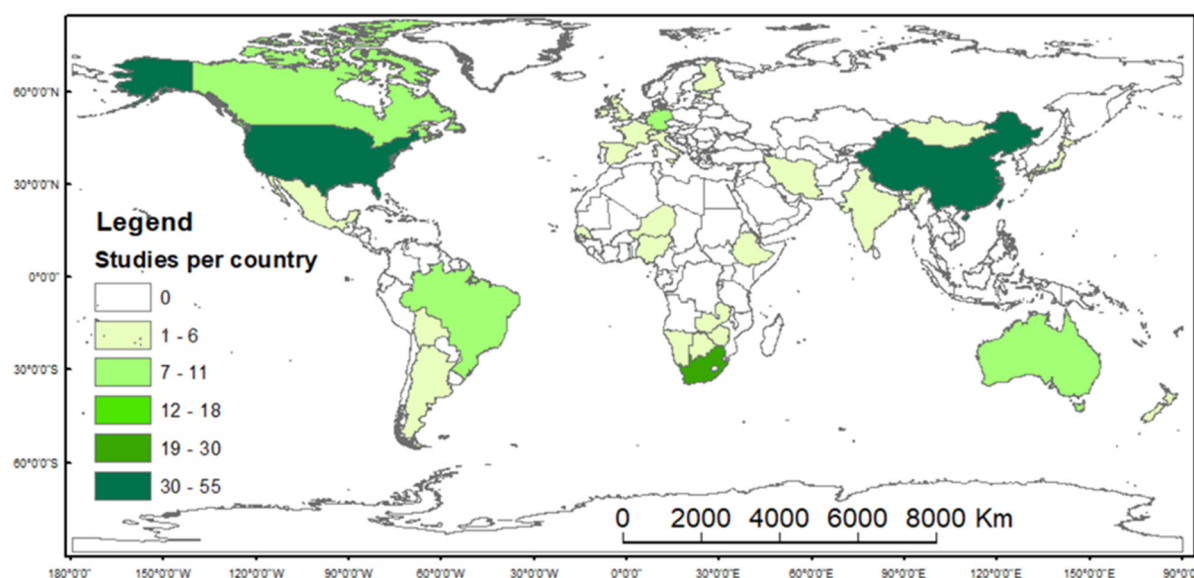 60°0'0"N
30°0'0"N
0°0'0"
30°0'0"S
60°0'0"S
Legend
Studies per country
0
1 - 6
7 - 11
12 - 18
19 - 30
30 - 55
0 2000 4000 6000 8000 Km
180°0'0" 150°0'0"W 120°0'0"W 90°0'0"W 60°0'0"W 30°0'0"W 0°0'0" 30°0'0"E 60°0'0"E 90°0'0"E 120°0'0"E 150°0'0"E